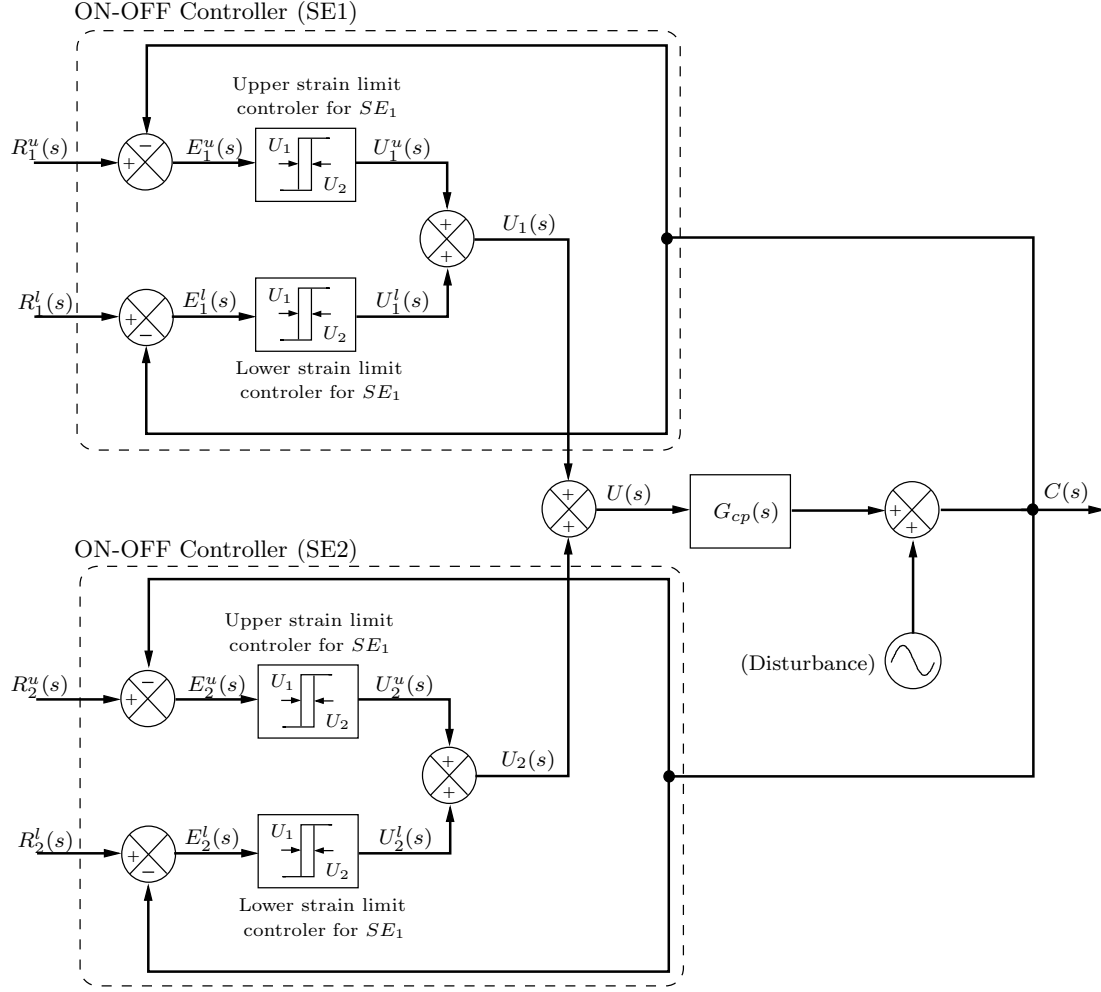 ON-OFF Controller (SE1)
Upper strain limit
controler for SE₁
R₁ᵘ(s)
+
−
E₁ᵘ(s)
U₁
U₂
U₁ᵘ(s)
+
+
U₁(s)
R₁ˡ(s)
+
−
E₁ˡ(s)
U₁
U₂
U₁ˡ(s)
Lower strain limit
controler for SE₁
+
+
U(s)
G_{cp}(s)
+
+
C(s)
(Disturbance)
ON-OFF Controller (SE2)
Upper strain limit
controler for SE₁
R₂ᵘ(s)
+
−
E₂ᵘ(s)
U₁
U₂
U₂ᵘ(s)
+
+
U₂(s)
R₂ˡ(s)
+
−
E₂ˡ(s)
U₁
U₂
U₂ˡ(s)
Lower strain limit
controler for SE₁